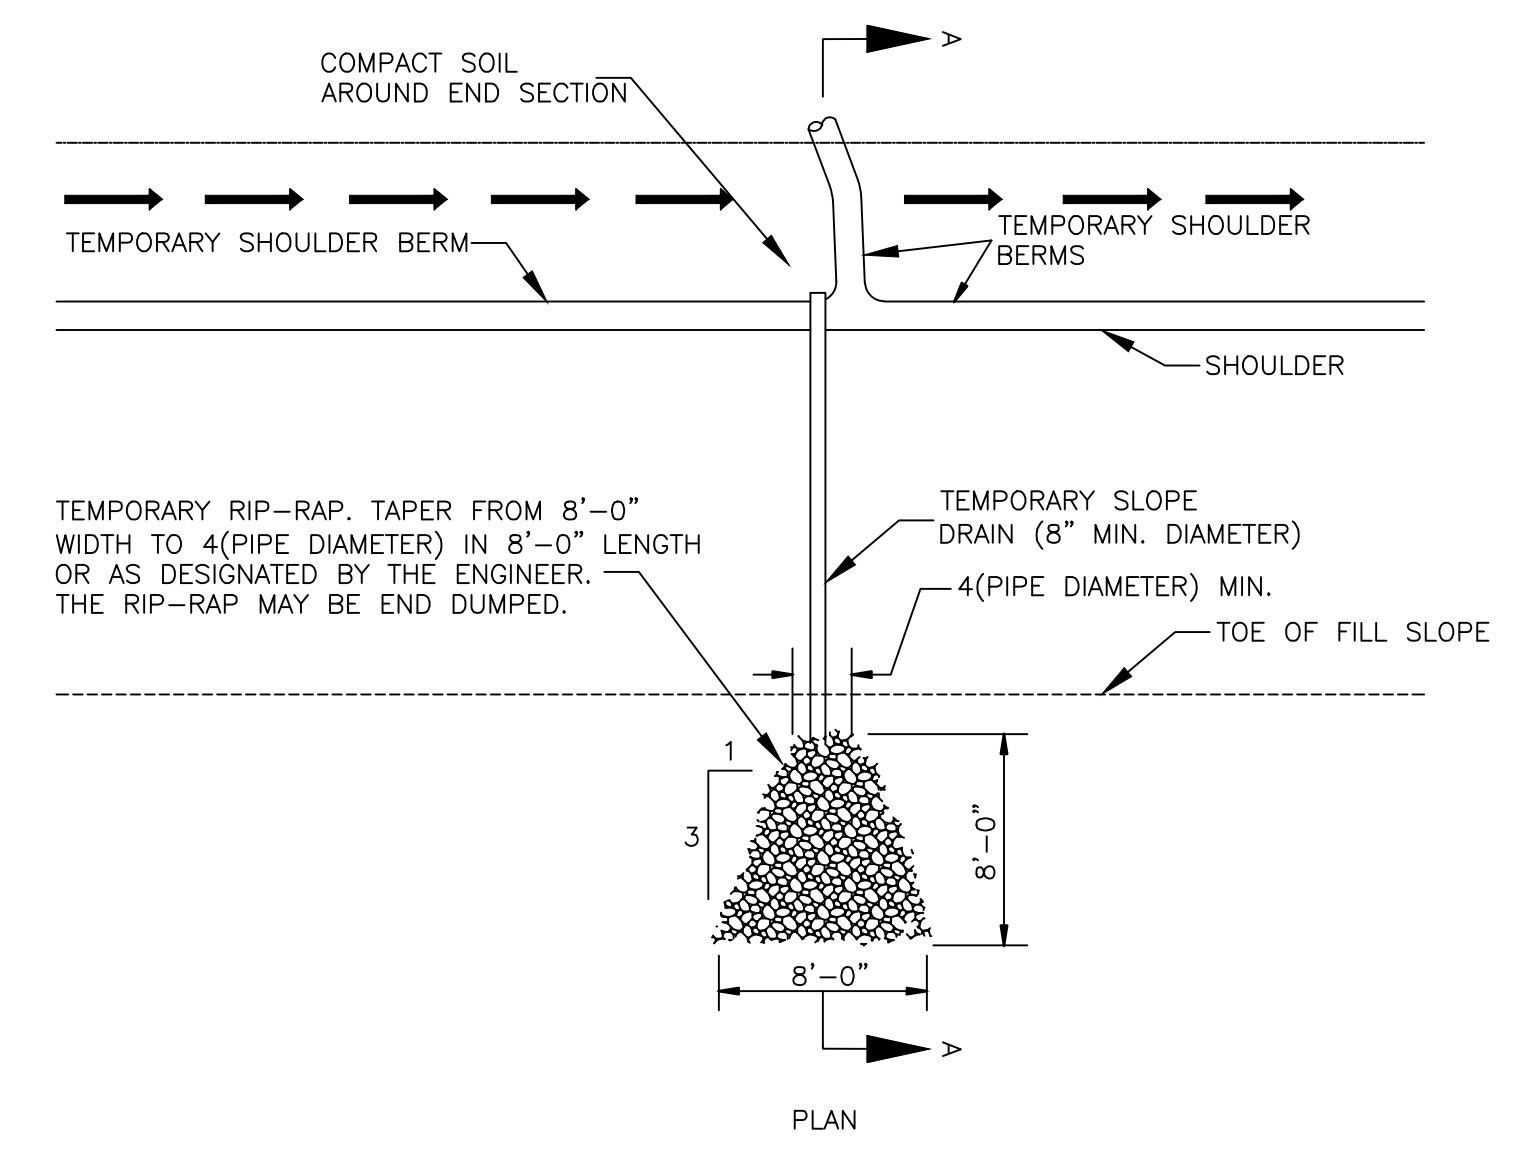 A
COMPACT SOIL
AROUND END SECTION
TEMPORARY SHOULDER BERM
TEMPORARY SHOULDER
BERMS
SHOULDER
TEMPORARY RIP-RAP. TAPER FROM 8'-0"
WIDTH TO 4(PIPE DIAMETER) IN 8'-0" LENGTH
OR AS DESIGNATED BY THE ENGINEER.
THE RIP-RAP MAY BE END DUMPED.
TEMPORARY SLOPE
DRAIN (8" MIN. DIAMETER)
4(PIPE DIAMETER) MIN.
TOE OF FILL SLOPE
1
3
8'-0"
8'-0"
A
PLAN